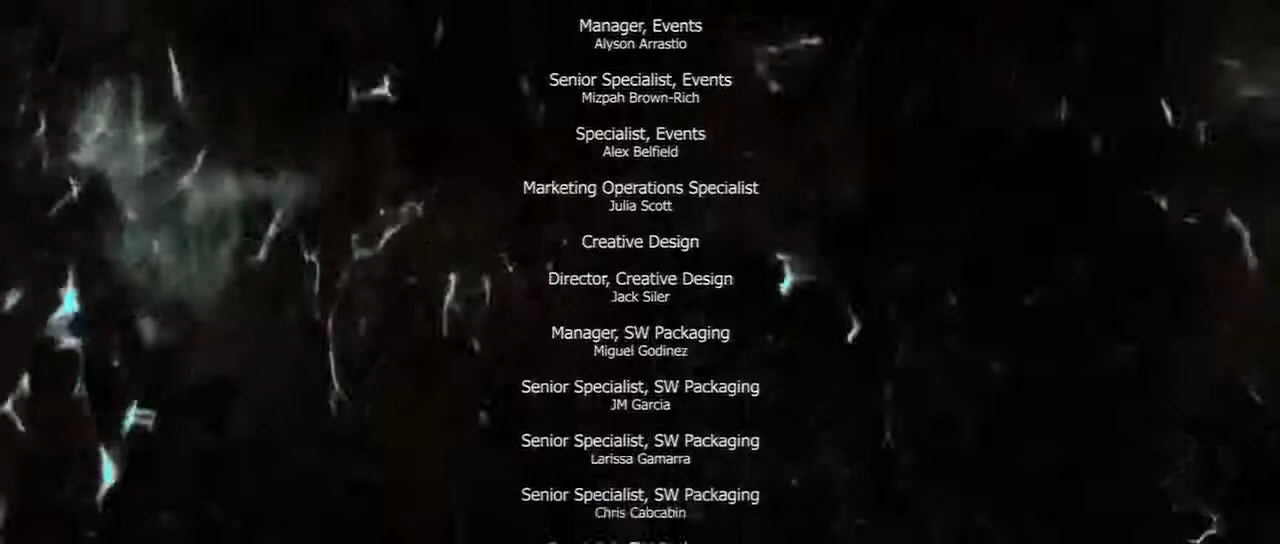 Manager, Events
Alyson Arrastio
Senior Specialist, Events
Mizpah Brown-Rich
Specialist, Events
Alex Belfield
Marketing Operations Specialist
Julia Scott
Creative Design
Director, Creative Design
Jack Siler
Manager, SW Packaging
Miguel Godinez
Senior Specialist, SW Packaging
JM Garcia
Senior Specialist, SW Packaging
Larissa Gamarra
Senior Specialist, SW Packaging
Chris Cabcabin